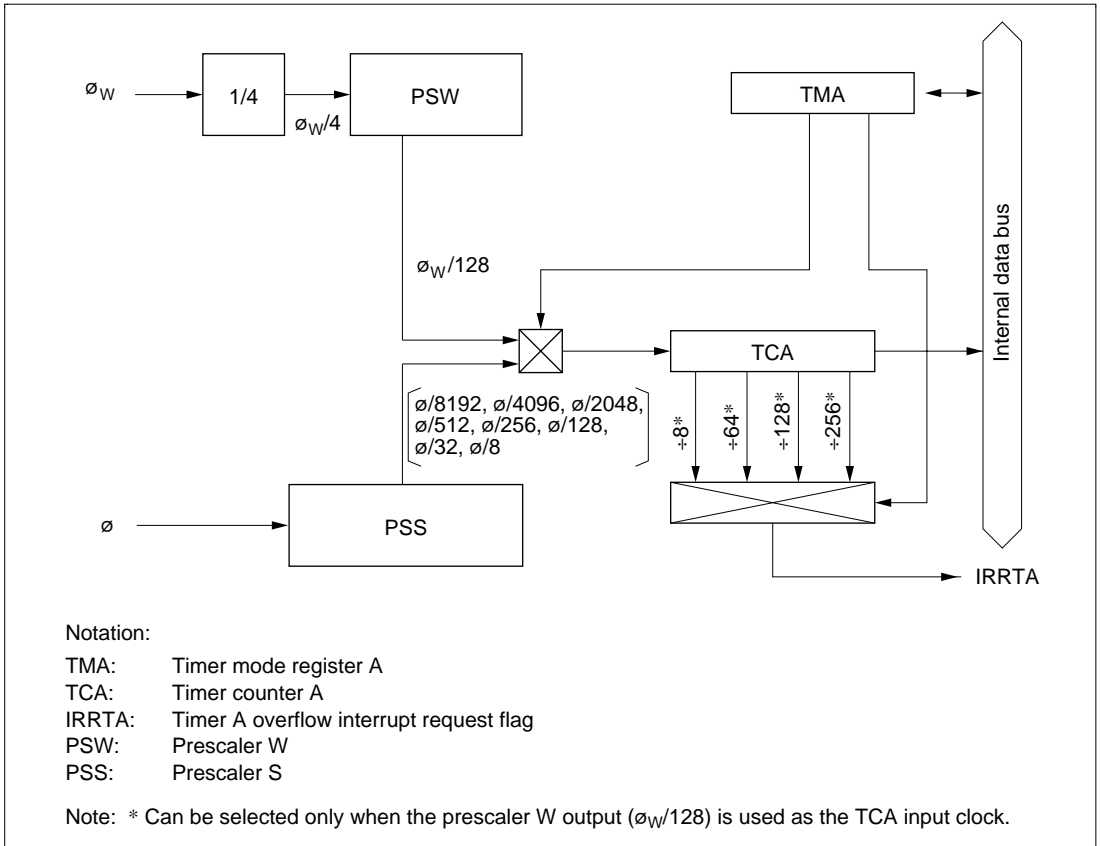 øW
1/4
øW/4
PSW
TMA
øW/128
TCA
ø/8192, ø/4096, ø/2048,
ø/512, ø/256, ø/128,
ø/32, ø/8
÷8*
÷64*
÷128*
÷256*
Internal data bus
ø
PSS
IRRTA
Notation:
TMA: Timer mode register A
TCA: Timer counter A
IRRTA: Timer A overflow interrupt request flag
PSW: Prescaler W
PSS: Prescaler S
Note: * Can be selected only when the prescaler W output (øW/128) is used as the TCA input clock.